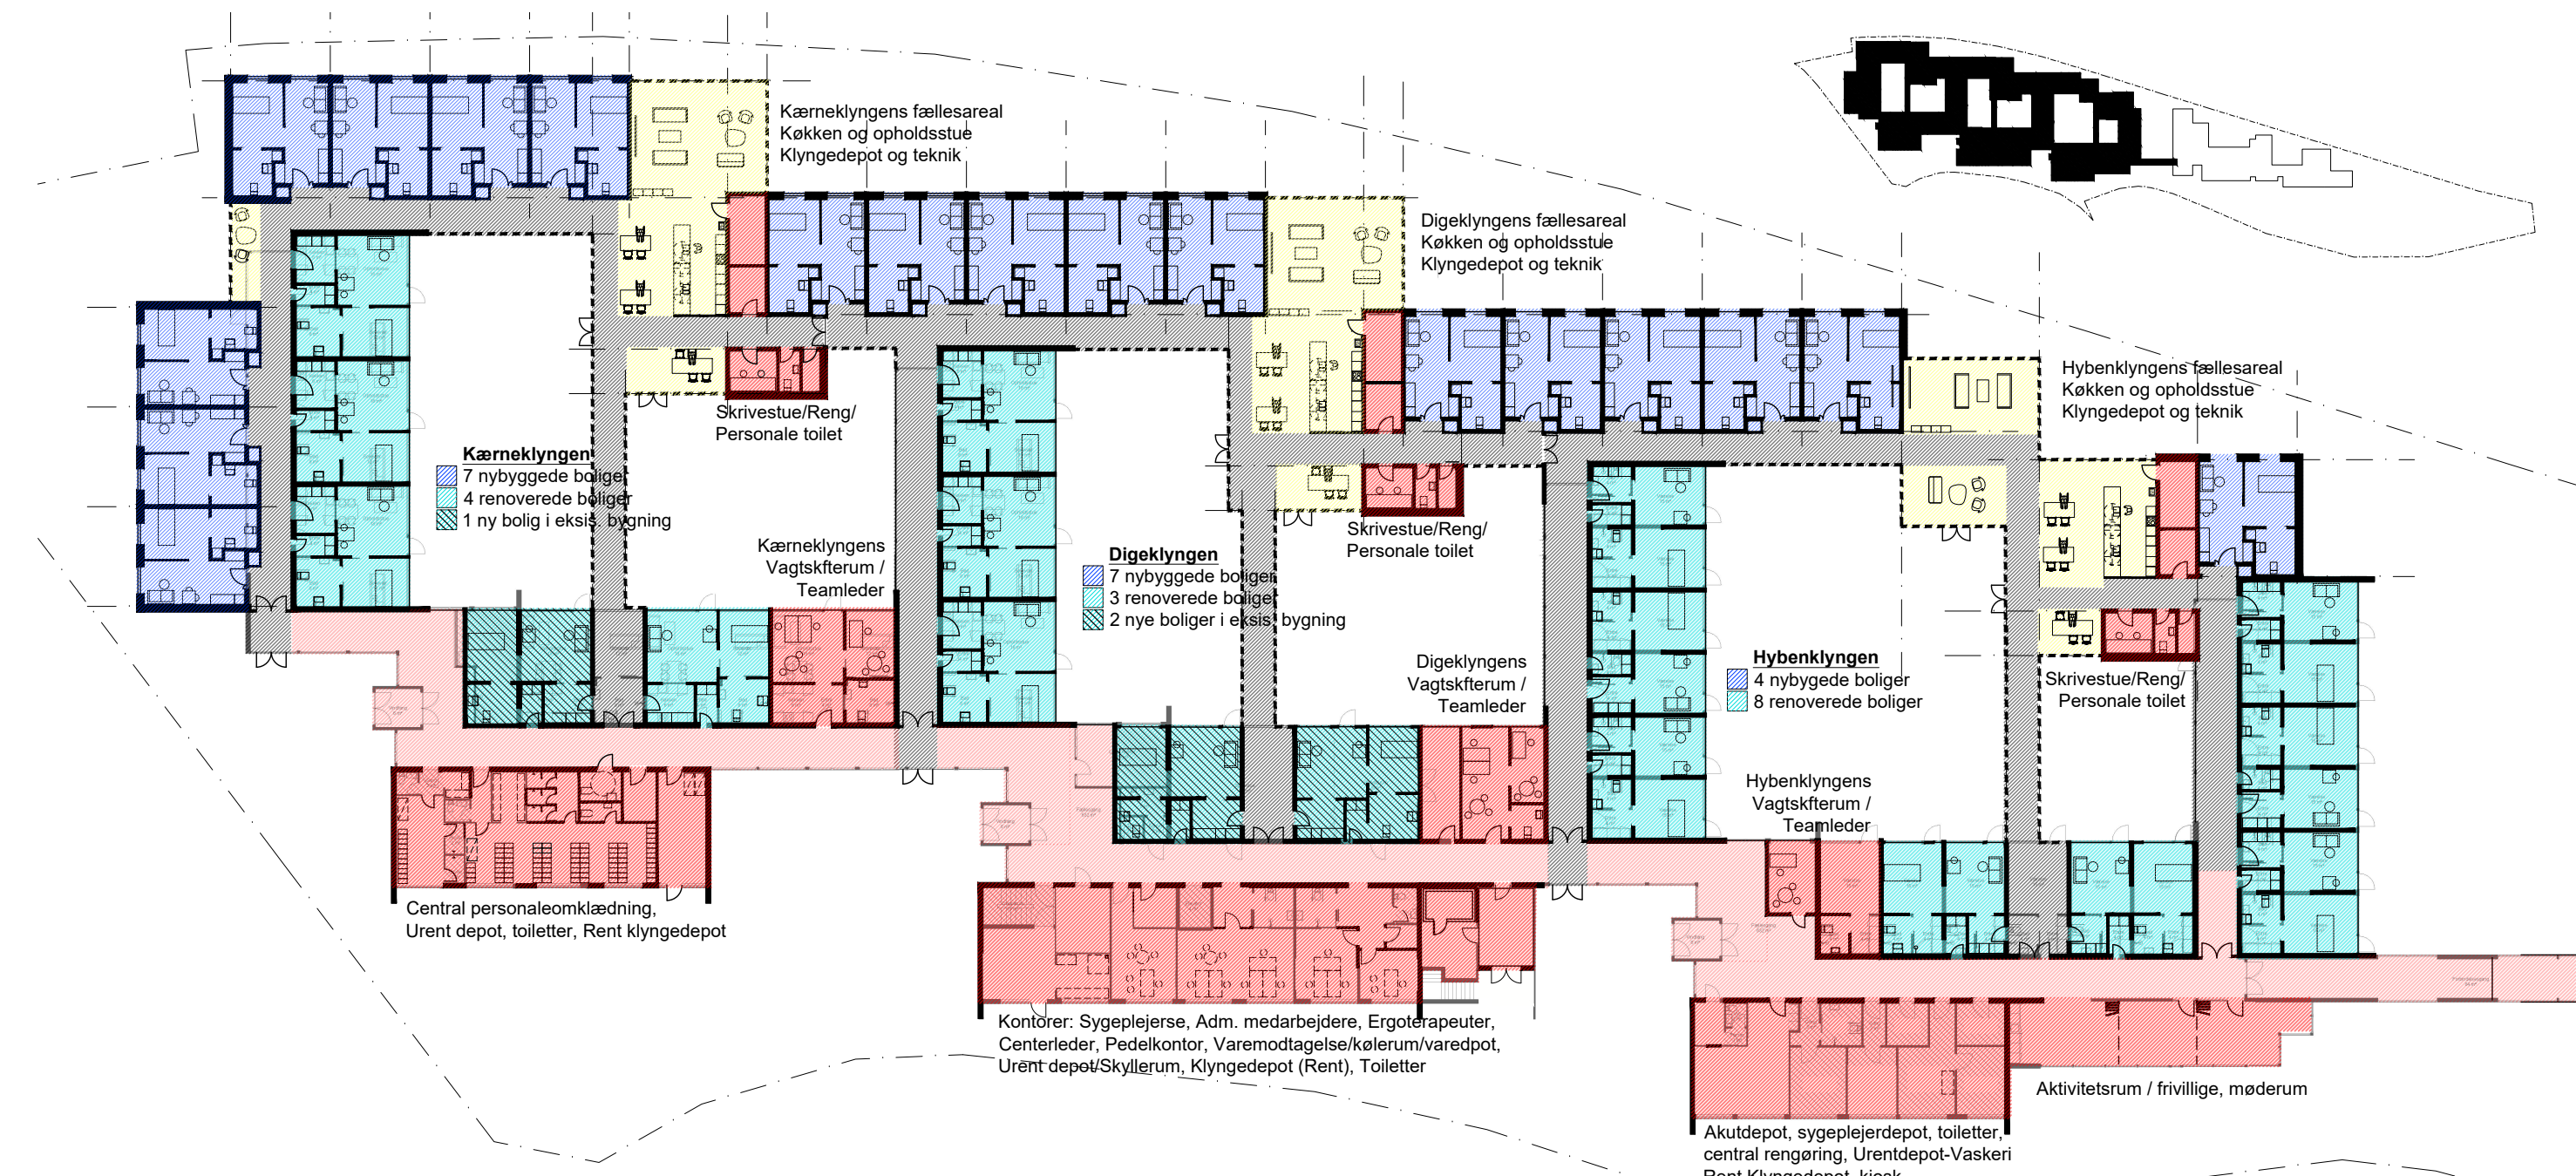 Kærneklyngens fællesareal
Køkken og opholdsstue
Klyngedepot og teknik
Digeklyngens fællesareal
Køkken og opholdsstue
Klyngedepot og teknik
Hybenklyngens fællesareal
Køkken og opholdsstue
Klyngedepot og teknik
Skrivestue/Reng/
Personale toilet
Kærneklyngen
7 nybyggede boliger
4 renoverede boliger
1 ny bolig i eksis. bygning
Kærneklyngens
Vagtskfterum /
Teamleder
Skrivestue/Reng/
Personale toilet
Digeklyngen
7 nybyggede boliger
3 renoverede boliger
2 nye boliger i eksis. bygning
Digeklyngens
Vagtskfterum /
Teamleder
Hybenklyngen
4 nybygede boliger
8 renoverede boliger
Skrivestue/Reng/
Personale toilet
Hybenklyngens
Vagtskfterum /
Teamleder
Central personaleomklædning,
Urent depot, toiletter, Rent klyngedepot
Kontorer: Sygeplejerse, Adm. medarbejdere, Ergoterapeuter,
Centerleder, Pedelkontor, Varemodtagelse/kølerum/varedpot,
Urent depot/Skyllerum, Klyngedepot (Rent), Toiletter
Aktivitetsrum / frivillige, møderum
Akutdepot, sygeplejerdepot, toiletter,
central rengøring, Urentdepot-Vaskeri
Rent Klyngedepot, kiosk